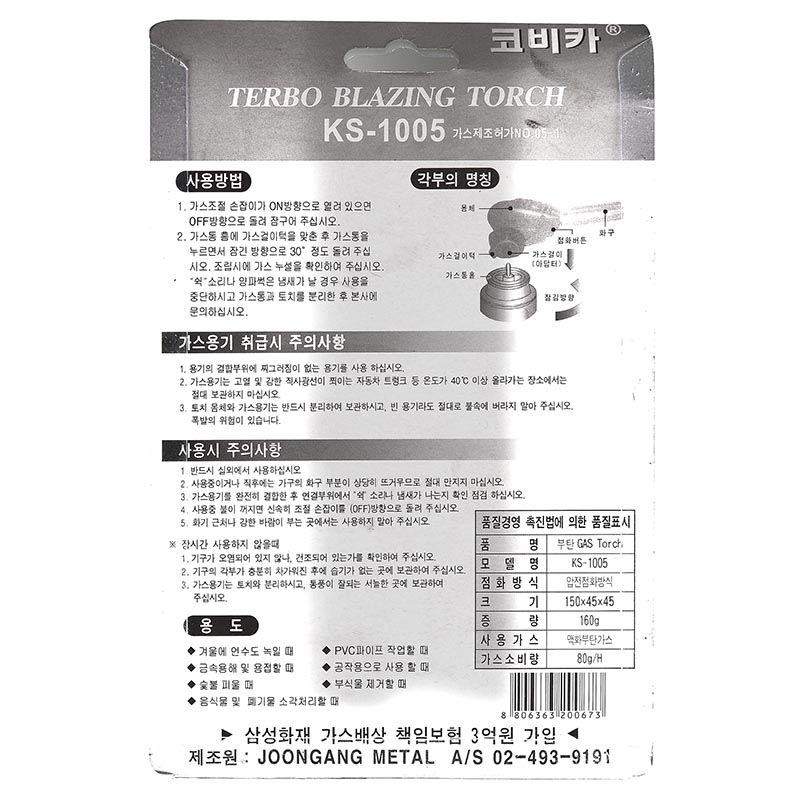 코비카®
TERBO BLAZING TORCH
KS-1005 가스제조허가NO.05-1
사용방법
1. 가스조절 손잡이가 ON방향으로 열려 있으면
OFF방향으로 돌려 잠구어 주십시오.
2. 가스통 홈에 가스걸이턱을 맞춘 후 가스통을
누르면서 잠긴 방향으로 30° 정도 돌려 주십
시오. 조립시에 가스 누설을 확인하여 주십시오.
"쉭"소리나 양파썩은 냄새가 날 경우 사용을
중단하시고 가스통과 토치를 분리한 후 본사에
문의하십시오.
각부의 명칭
몸체
화구
점화버튼
가스걸이턱
가스걸이
(아답터)
가스통홈
잠김방향
가스용기 취급시 주의사항
1. 용기의 결합부위에 찌그러짐이 없는 용기를 사용 하십시오.
2. 가스용기는 고열 및 강한 직사광선이 쬐이는 자동차 트렁크 등 온도가 40℃ 이상 올라가는 장소에서는
절대 보관하지 마십시오.
3. 토치 몸체와 가스용기는 반드시 분리하여 보관하시고, 빈 용기라도 절대로 불속에 버리지 말아 주십시오.
폭발의 위험이 있습니다.
사용시 주의사항
1. 반드시 실외에서 사용하십시오
2. 사용중이거나 직후에는 기구의 화구 부분이 상당히 뜨거우므로 절대 만지지 마십시오.
3. 가스용기를 완전히 결합한 후 연결부위에서 "쉭" 소리나 냄새가 나는지 확인 점검 하십시오.
4. 사용중 불이 꺼지면 신속히 조절 손잡이를 (OFF)방향으로 돌려 주십시오.
5. 화기 근처나 강한 바람이 부는 곳에서는 사용하지 말아 주십시오.
※ 장시간 사용하지 않을때
1. 기구가 오염되어 있지 않나, 건조되어 있는가를 확인하여 주십시오.
2. 기구의 각부가 충분히 차가워진 후에 습기가 없는 곳에 보관하여 주십시오.
3. 가스용기는 토치와 분리하시고, 통풍이 잘되는 서늘한 곳에 보관하여
주십시오.
품질경영 촉진법에 의한 품질표시
품 명 부탄 GAS Torch
모 델 명 KS-1005
점화방식 압전점화방식
크 기 150×45×45
중 량 160g
사용가스 액화부탄가스
가스소비량 80g/H
용 도
◆ 겨울에 언수도 녹일 때
◆ 금속용해 및 용접할 때
◆ 숯불 피울 때
◆ 음식물 및 폐기물 소각처리할 때
◆ PVC파이프 작업할 때
◆ 공작용으로 사용 할 때
◆ 부식물 제거할 때
8 806363 200673
▶ 삼성화재 가스배상 책임보험 3억원 가입 ◀
제조원 : JOONGANG METAL A/S 02-493-9191